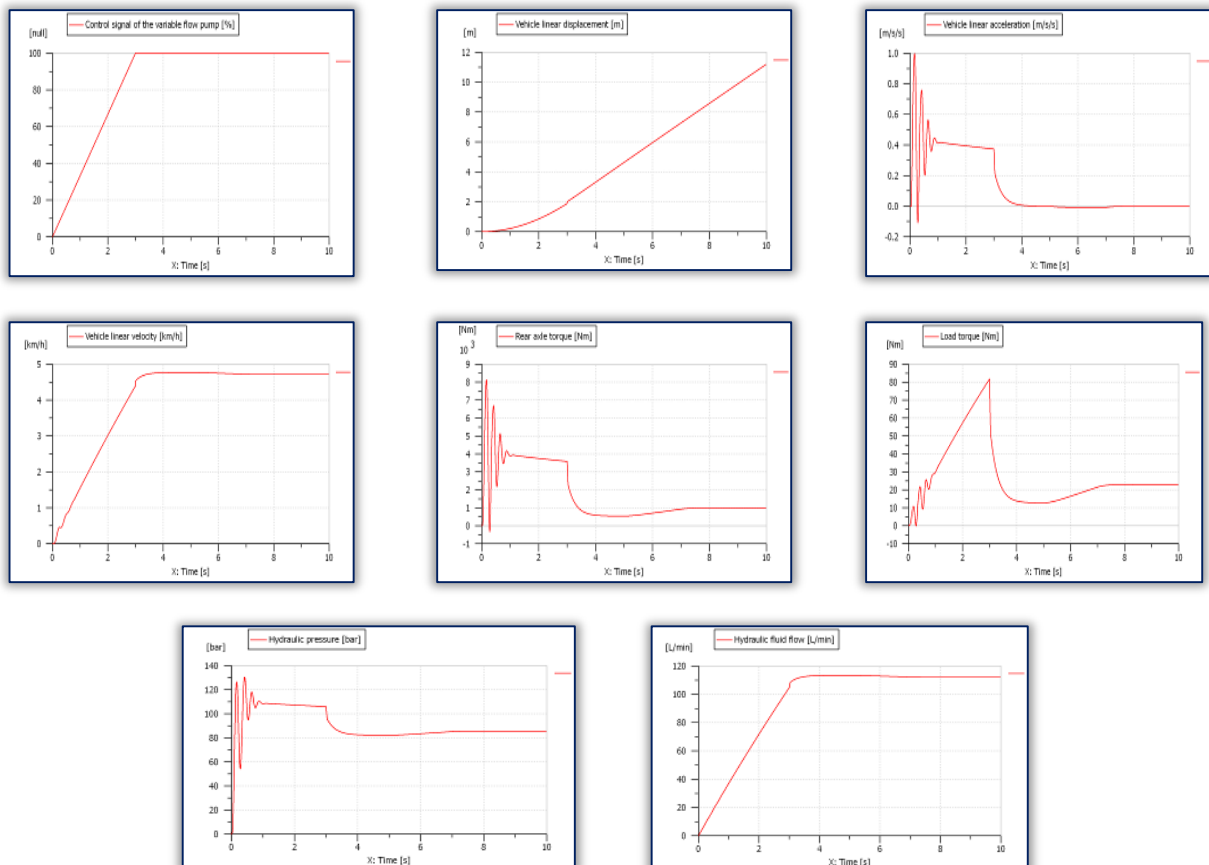 Control signal of the variable flow pump [%]
[null]
100
80
60
40
20
0
0 2 4 6 8 10
X: Time [s]
Vehicle linear displacement [m]
[m]
12
10
8
6
4
2
0
0 2 4 6 8 10
X: Time [s]
Vehicle linear acceleration [m/s/s]
[m/s/s]
1.0
0.8
0.6
0.4
0.2
0.0
-0.2
0 2 4 6 8 10
X: Time [s]
Vehicle linear velocity [km/h]
[km/h]
5
4
3
2
1
0
0 2 4 6 8 10
X: Time [s]
Rear axle torque [Nm]
[Nm]
10 3
9
8
7
6
5
4
3
2
1
0
-1
0 2 4 6 8 10
X: Time [s]
Load torque [Nm]
[Nm]
90
80
70
60
50
40
30
20
10
0
-10
0 2 4 6 8 10
X: Time [s]
Hydraulic pressure [bar]
[bar]
140
120
100
80
60
40
20
0
0 2 4 6 8 10
X: Time [s]
Hydraulic fluid flow [L/min]
[L/min]
120
100
80
60
40
20
0
0 2 4 6 8 10
X: Time [s]